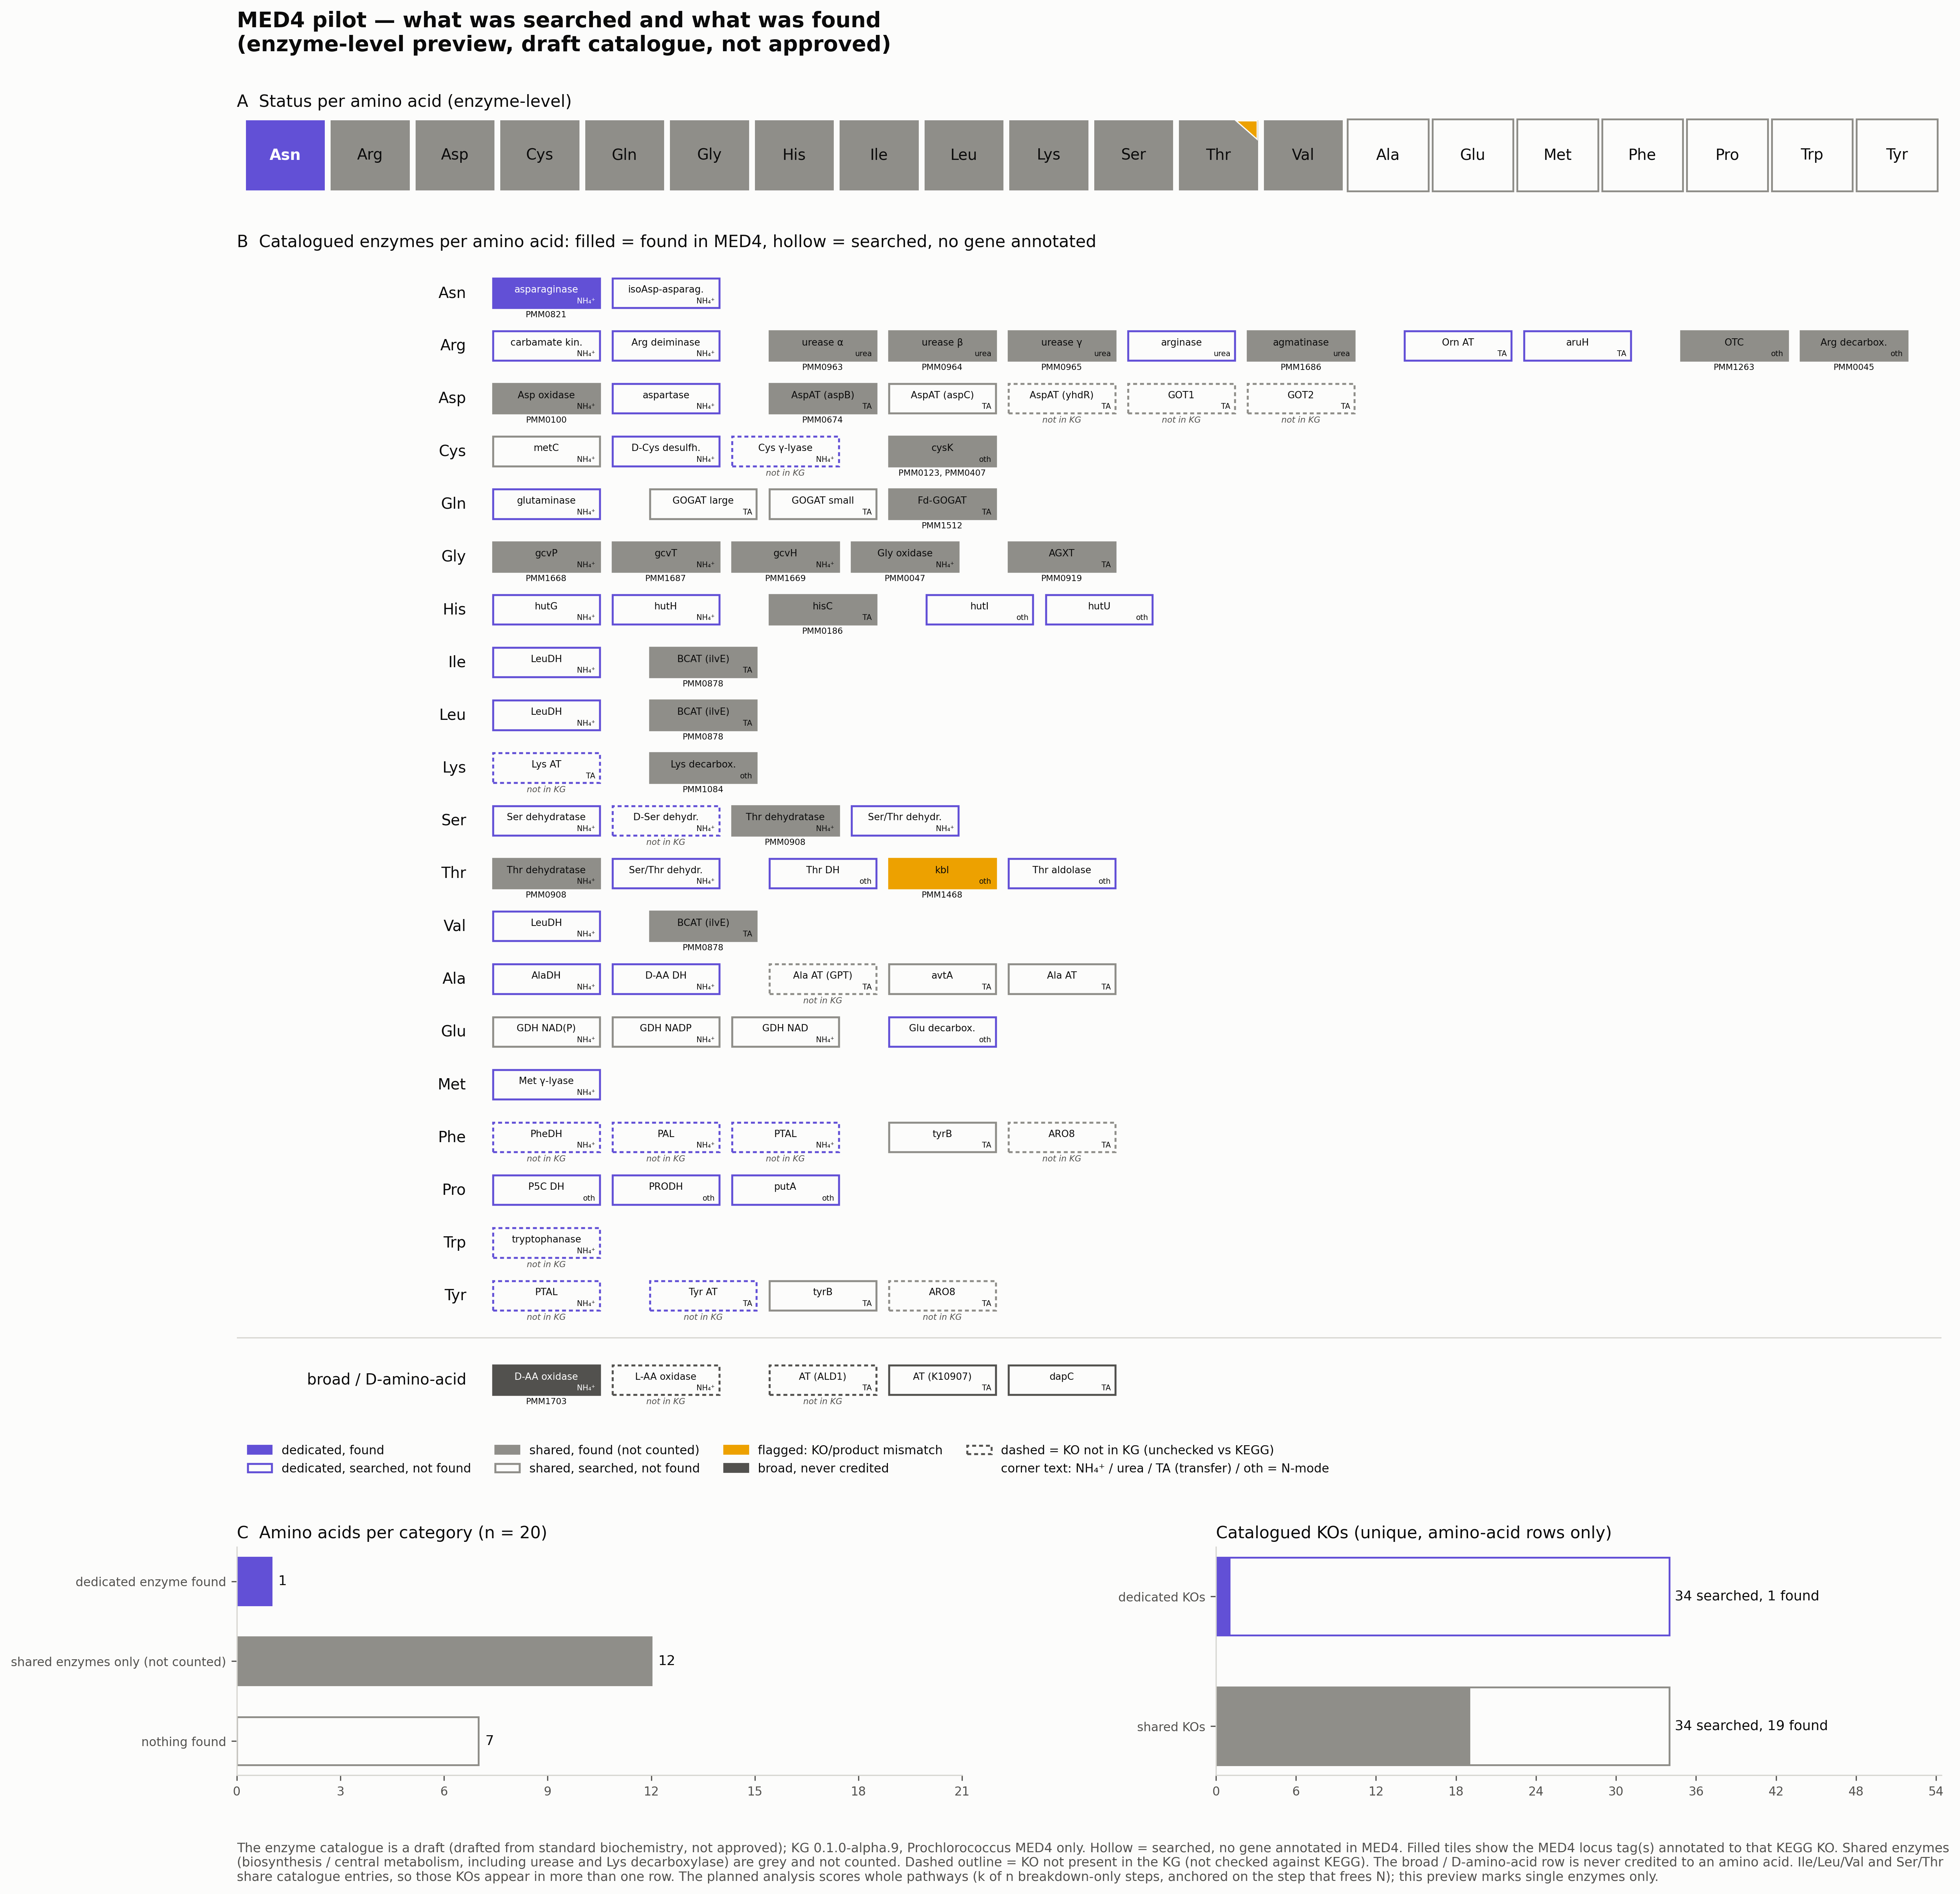 MED4 pilot — what was searched and what was found
(enzyme-level preview, draft catalogue, not approved)
A Status per amino acid (enzyme-level)
Asn Arg Asp Cys Gln Gly His Ile Leu Lys Ser Thr Val Ala Glu Met Phe Pro Trp Tyr
B Catalogued enzymes per amino acid: filled = found in MED4, hollow = searched, no gene annotated
Asn
asparaginase NH₄⁺ isoAsp-asparag. NH₄⁺
PMM0821
Arg
carbamate kin. NH₄⁺ Arg deiminase NH₄⁺ urease α urea urease β urea urease γ urea arginase urea agmatinase urea Orn AT TA aruH TA OTC oth Arg decarbox. oth
PMM0963 PMM0964 PMM0965 PMM1686 PMM1263 PMM0045
Asp
Asp oxidase NH₄⁺ aspartase NH₄⁺ AspAT (aspB) TA AspAT (aspC) TA AspAT (yhdR) TA GOT1 TA GOT2 TA
PMM0100 PMM0674 not in KG not in KG not in KG
Cys
metC NH₄⁺ D-Cys desulfh. NH₄⁺ Cys γ-lyase NH₄⁺ cysK oth
not in KG PMM0123, PMM0407
Gln
glutaminase NH₄⁺ GOGAT large TA GOGAT small TA Fd-GOGAT TA
PMM1512
Gly
gcvP NH₄⁺ gcvT NH₄⁺ gcvH NH₄⁺ Gly oxidase NH₄⁺ AGXT TA
PMM1668 PMM1687 PMM1669 PMM0047 PMM0919
His
hutG NH₄⁺ hutH NH₄⁺ hisC TA hutI oth hutU oth
PMM0186
Ile
LeuDH NH₄⁺ BCAT (ilvE) TA
PMM0878
Leu
LeuDH NH₄⁺ BCAT (ilvE) TA
PMM0878
Lys
Lys AT TA Lys decarbox. oth
not in KG PMM1084
Ser
Ser dehydratase NH₄⁺ D-Ser dehydr. NH₄⁺ Thr dehydratase NH₄⁺ Ser/Thr dehydr. NH₄⁺
not in KG PMM0908
Thr
Thr dehydratase NH₄⁺ Ser/Thr dehydr. NH₄⁺ Thr DH oth kbl oth Thr aldolase oth
PMM0908 PMM1468
Val
LeuDH NH₄⁺ BCAT (ilvE) TA
PMM0878
Ala
AlaDH NH₄⁺ D-AA DH NH₄⁺ Ala AT (GPT) TA avtA TA Ala AT TA
not in KG
Glu
GDH NAD(P) NH₄⁺ GDH NADP NH₄⁺ GDH NAD NH₄⁺ Glu decarbox. oth
Met
Met γ-lyase NH₄⁺
Phe
PheDH NH₄⁺ PAL NH₄⁺ PTAL NH₄⁺ tyrB TA ARO8 TA
not in KG not in KG not in KG not in KG
Pro
P5C DH oth PRODH oth putA oth
Trp
tryptophanase NH₄⁺
not in KG
Tyr
PTAL NH₄⁺ Tyr AT TA tyrB TA ARO8 TA
not in KG not in KG not in KG
broad / D-amino-acid
D-AA oxidase NH₄⁺ L-AA oxidase NH₄⁺ AT (ALD1) TA AT (K10907) TA dapC TA
PMM1703 not in KG not in KG
dedicated, found shared, found (not counted) flagged: KO/product mismatch dashed = KO not in KG (unchecked vs KEGG)
dedicated, searched, not found shared, searched, not found broad, never credited corner text: NH₄⁺ / urea / TA (transfer) / oth = N-mode
C Amino acids per category (n = 20)
dedicated enzyme found 1
shared enzymes only (not counted) 12
nothing found 7
0 3 6 9 12 15 18 21
Catalogued KOs (unique, amino-acid rows only)
dedicated KOs 34 searched, 1 found
shared KOs 34 searched, 19 found
0 6 12 18 24 30 36 42 48 54
The enzyme catalogue is a draft (drafted from standard biochemistry, not approved); KG 0.1.0-alpha.9, Prochlorococcus MED4 only. Hollow = searched, no gene annotated in MED4. Filled tiles show the MED4 locus tag(s) annotated to that KEGG KO. Shared enzymes
(biosynthesis / central metabolism, including urease and Lys decarboxylase) are grey and not counted. Dashed outline = KO not present in the KG (not checked against KEGG). The broad / D-amino-acid row is never credited to an amino acid. Ile/Leu/Val and Ser/Thr
share catalogue entries, so those KOs appear in more than one row. The planned analysis scores whole pathways (k of n breakdown-only steps, anchored on the step that frees N); this preview marks single enzymes only.